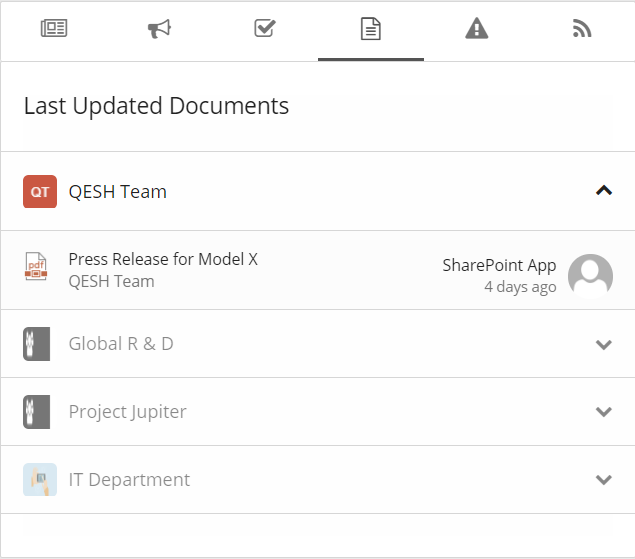 Last Updated Documents
QT QESH Team
pdf
Press Release for Model X
QESH Team
SharePoint App
4 days ago
Global R & D
Project Jupiter
IT Department